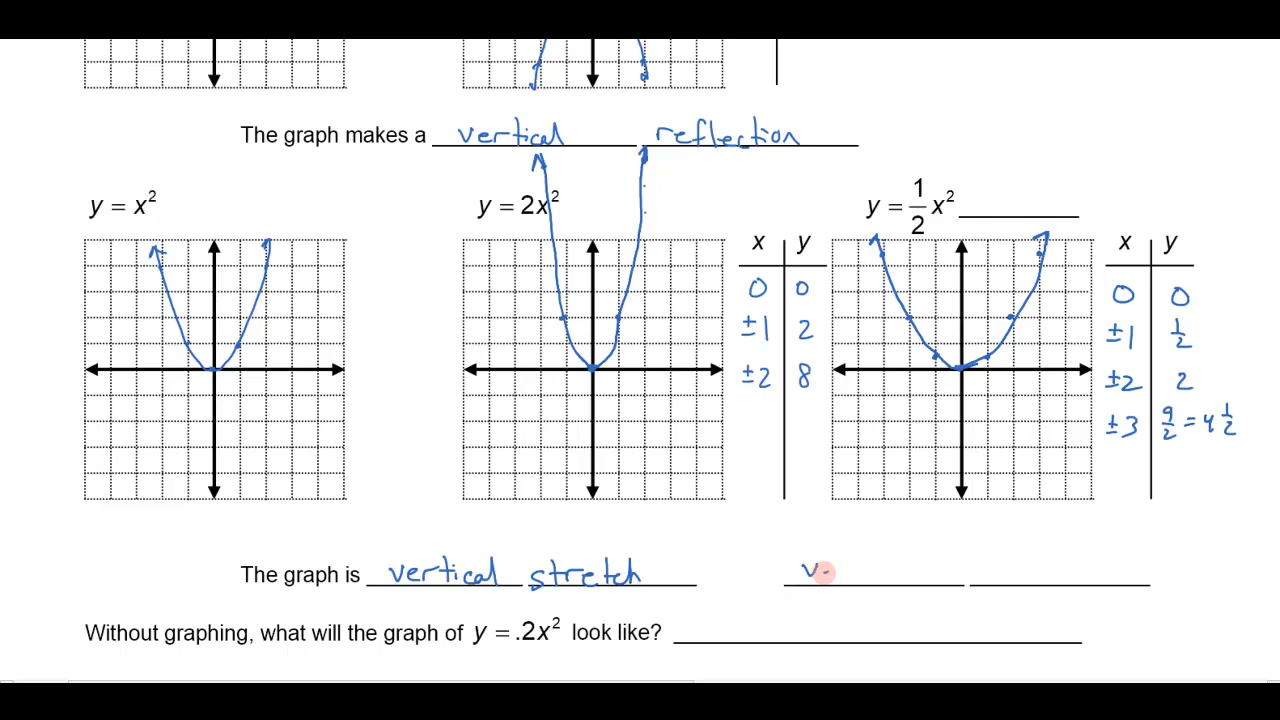 The graph makes a vertical reflection
y = x²
y = 2x²
y = 1/2 x² ________
x y
0 0
±1 2
±2 8
x y
0 0
±1 1/2
±2 2
±3 9/2 = 4 1/2
The graph is vertical stretch v
Without graphing, what will the graph of y = .2x² look like? ________